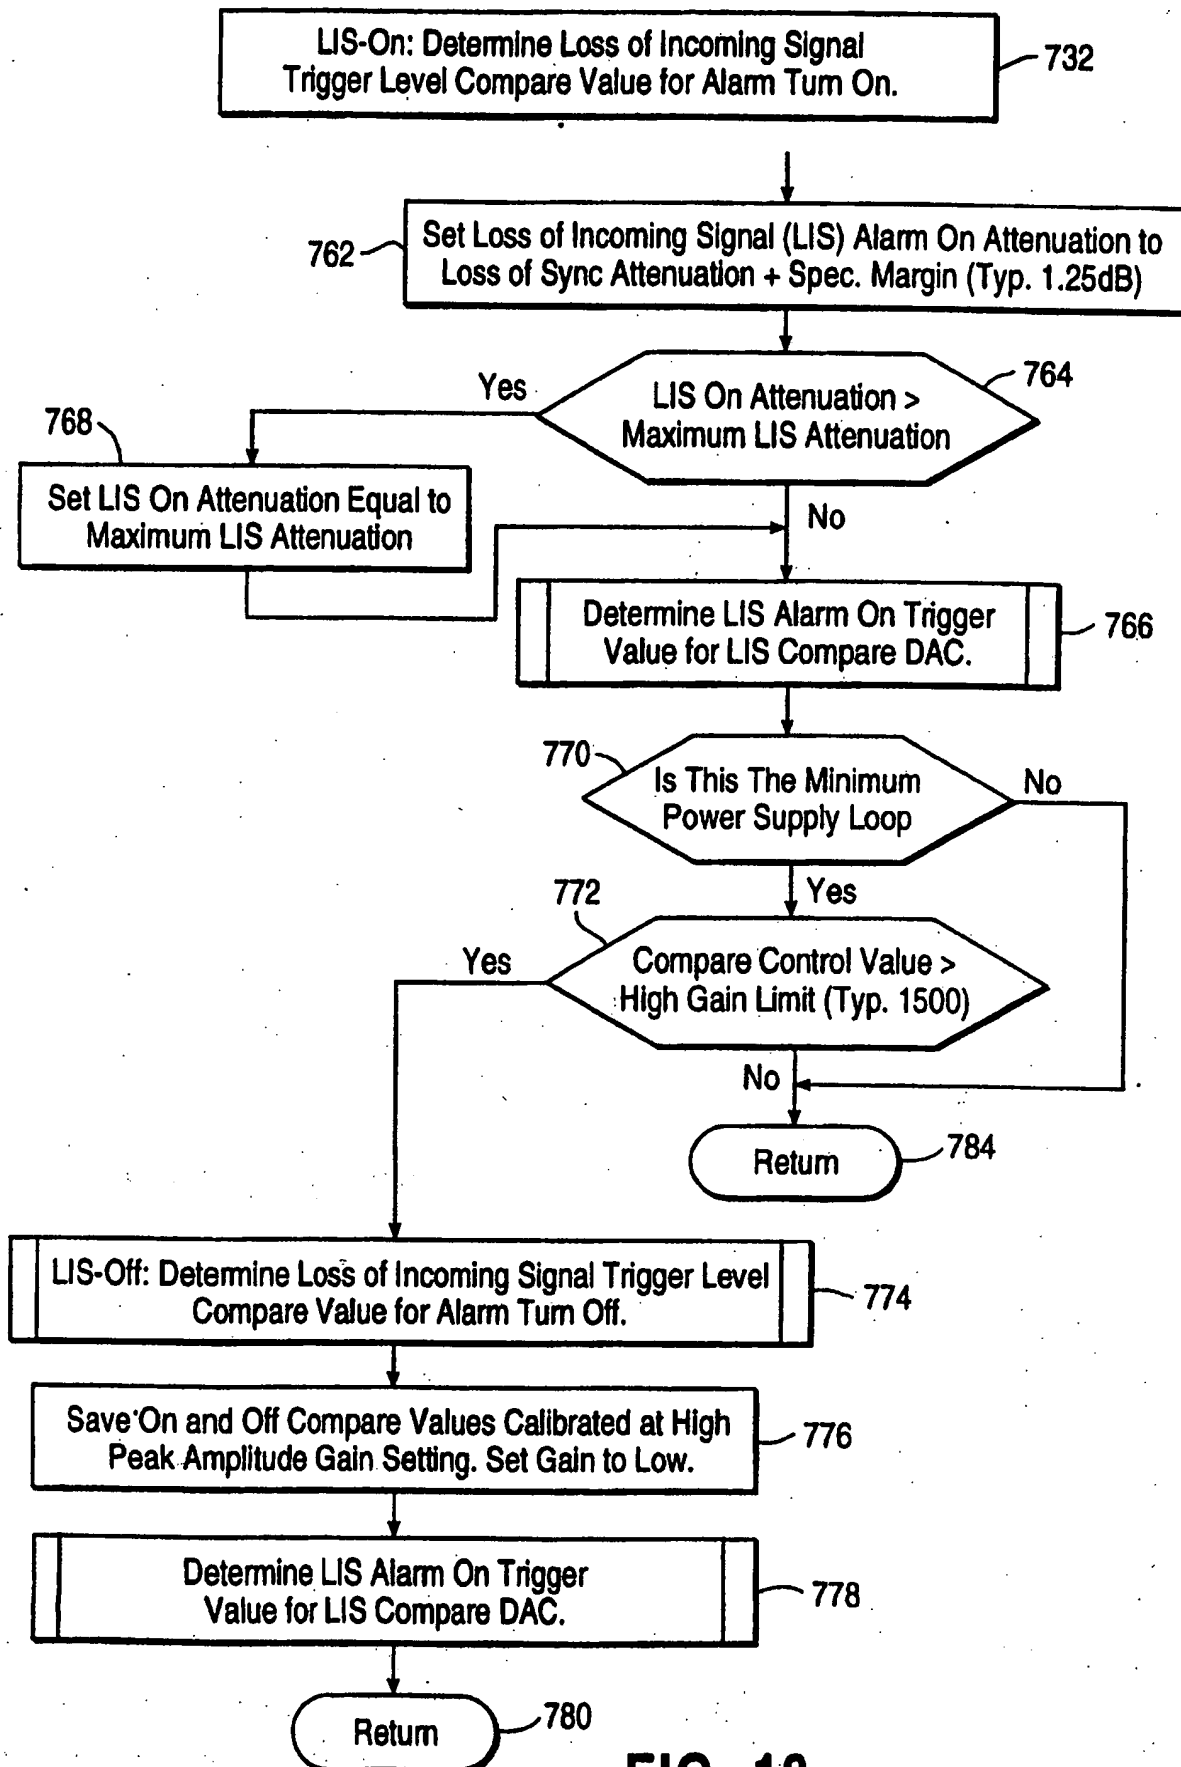 LIS-On: Determine Loss of Incoming Signal
Trigger Level Compare Value for Alarm Turn On.
732
762
Set Loss of Incoming Signal (LIS) Alarm On Attenuation to
Loss of Sync Attenuation + Spec. Margin (Typ. 1.25dB)
764
Yes
LIS On Attenuation >
Maximum LIS Attenuation
768
Set LIS On Attenuation Equal to
Maximum LIS Attenuation
No
Determine LIS Alarm On Trigger
Value for LIS Compare DAC.
766
770
Is This The Minimum
Power Supply Loop
No
Yes
772
Yes
Compare Control Value >
High Gain Limit (Typ. 1500)
No
Return
784
LIS-Off: Determine Loss of Incoming Signal Trigger Level
Compare Value for Alarm Turn Off.
774
Save On and Off Compare Values Calibrated at High
Peak Amplitude Gain Setting. Set Gain to Low.
776
Determine LIS Alarm On Trigger
Value for LIS Compare DAC.
778
Return
780
FIG.